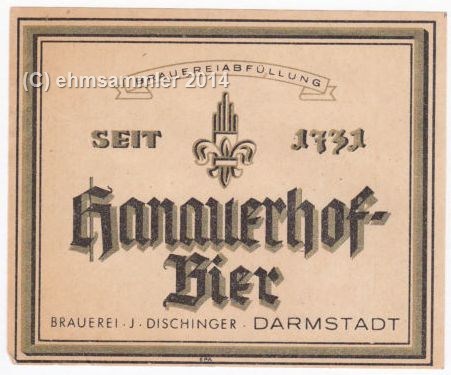 (C) ehmsammler 2014
BRAUEREIABFÜLLUNG
SEIT 1731
Hanauerhof-
Bier
BRAUEREI · J · DISCHINGER · DARMSTADT